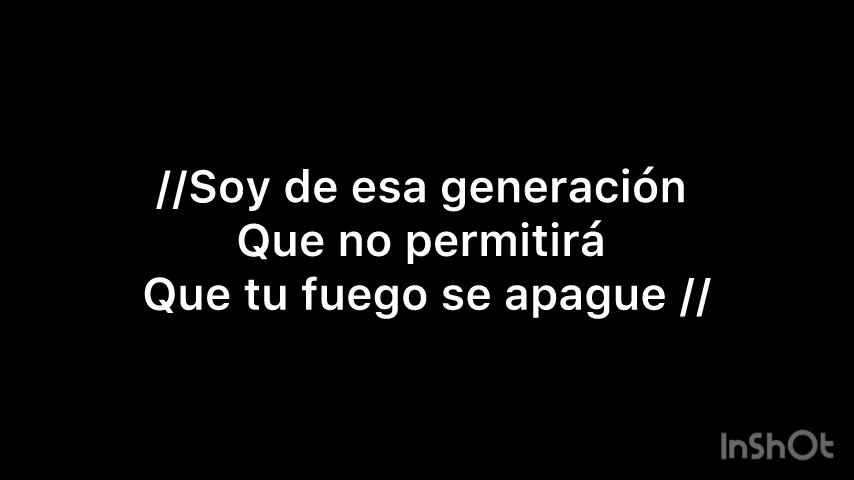 //Soy de esa generación
Que no permitirá
Que tu fuego se apague //
InShOt